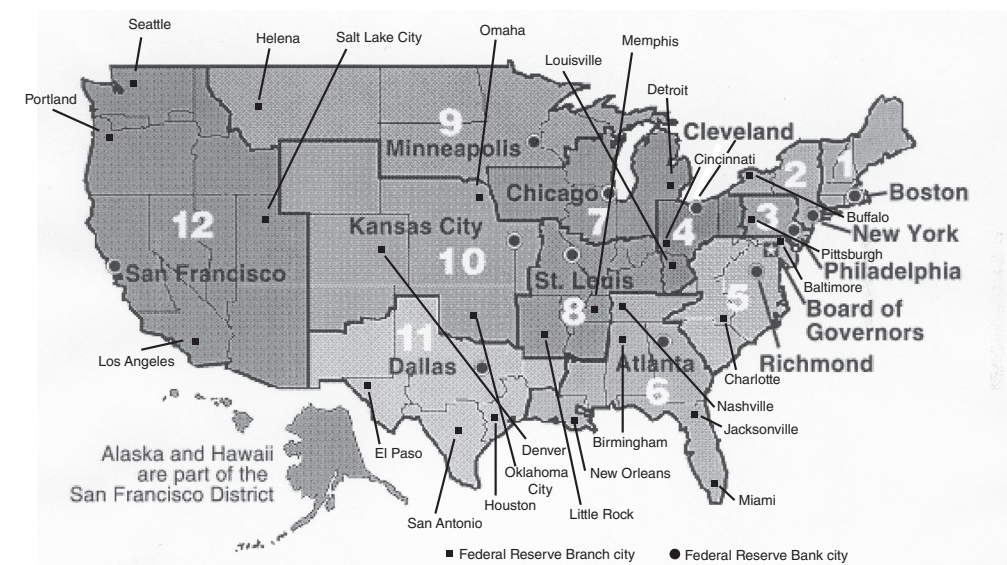 Seattle
Helena
Salt Lake City
Omaha
Memphis
Louisville
Portland
Detroit
9
Minneapolis
Cleveland
Cincinnati
2
1
Chicago
Boston
12
Kansas City
7
4
3
Buffalo
New York
Pittsburgh
10
San Francisco
St. Louis
Philadelphia
Baltimore
5
8
Board of
Governors
11
Los Angeles
Dallas
Atlanta
Richmond
Charlotte
6
Nashville
Jacksonville
Alaska and Hawaii
are part of the
San Francisco District
El Paso
Denver
Birmingham
Oklahoma
City
New Orleans
Houston
Miami
San Antonio
Little Rock
Federal Reserve Branch city
Federal Reserve Bank city